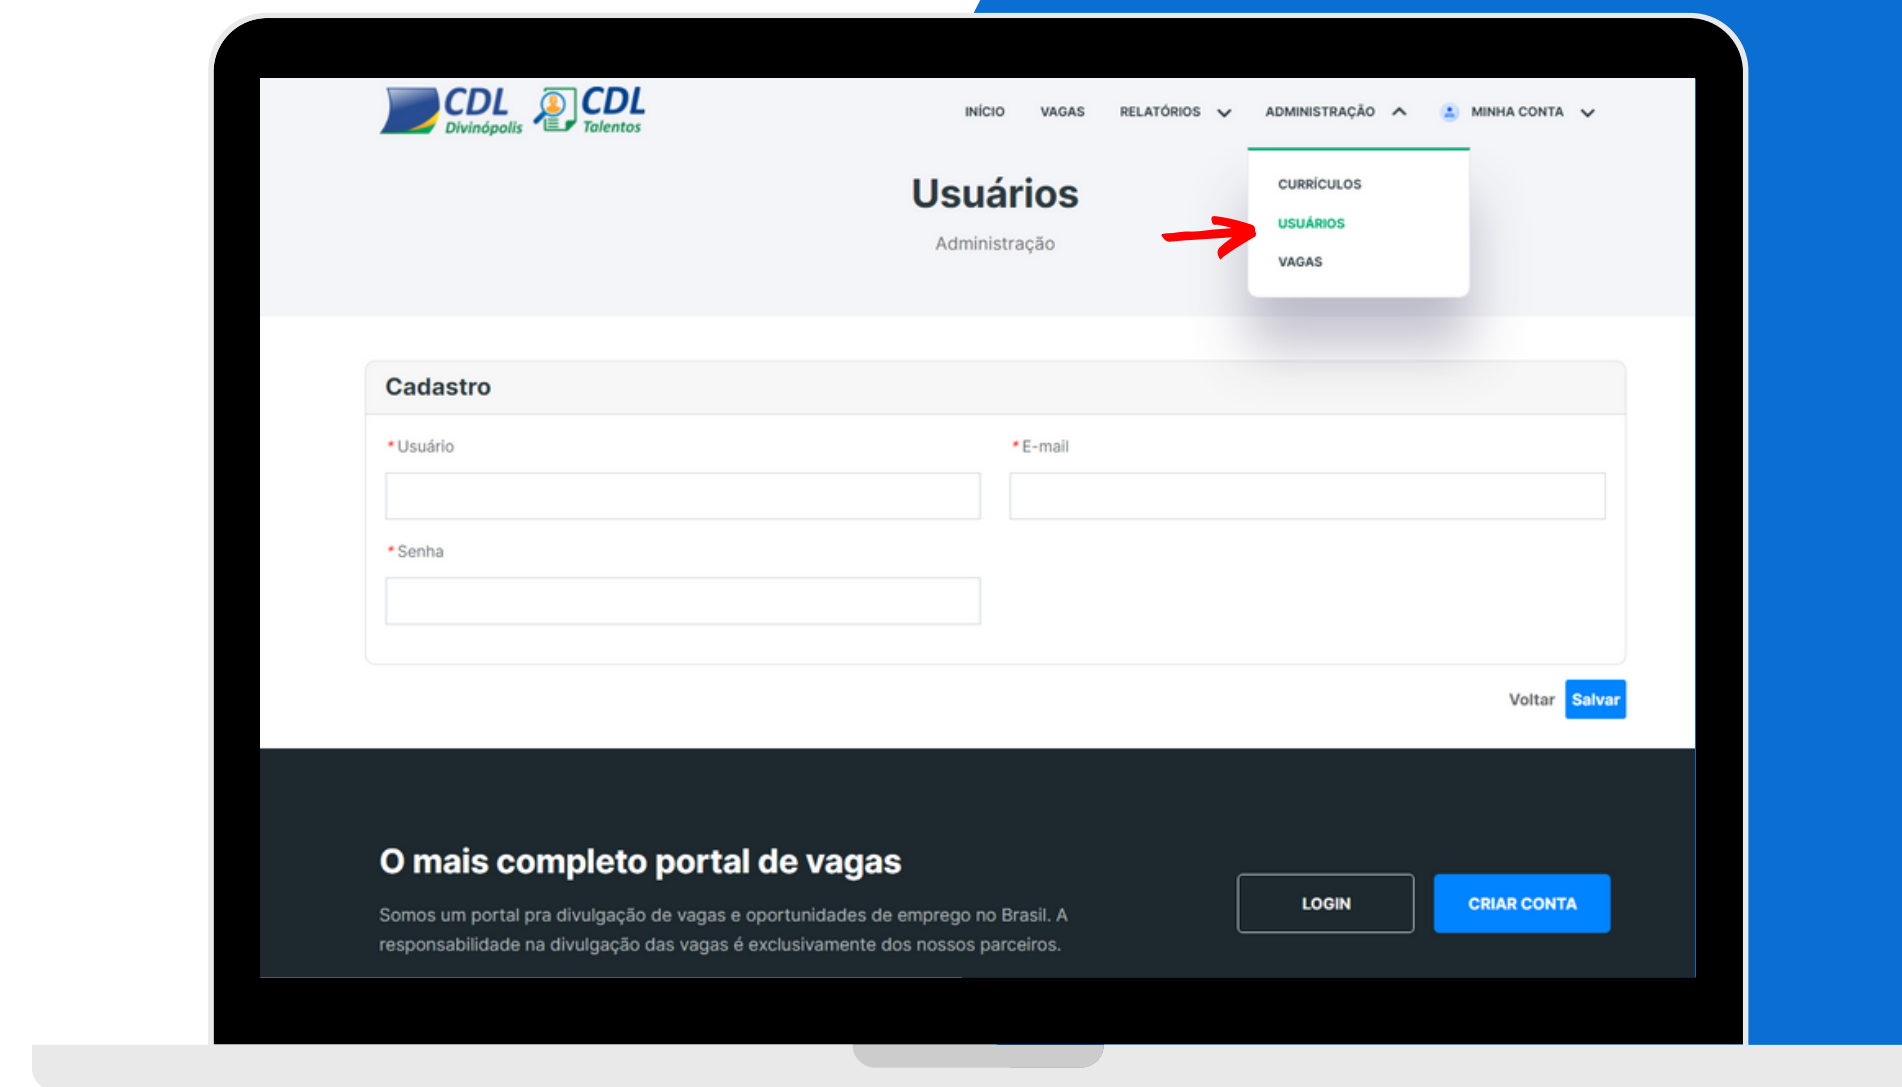 CDL
Divinópolis
CDL
Talentos
INÍCIO
VAGAS
RELATÓRIOS
ADMINISTRAÇÃO
MINHA CONTA
CURRÍCULOS
USUÁRIOS
VAGAS
Usuários
Administração
Cadastro
* Usuário
* E-mail
* Senha
Voltar
Salvar
O mais completo portal de vagas
Somos um portal pra divulgação de vagas e oportunidades de emprego no Brasil. A
responsabilidade na divulgação das vagas é exclusivamente dos nossos parceiros.
LOGIN
CRIAR CONTA